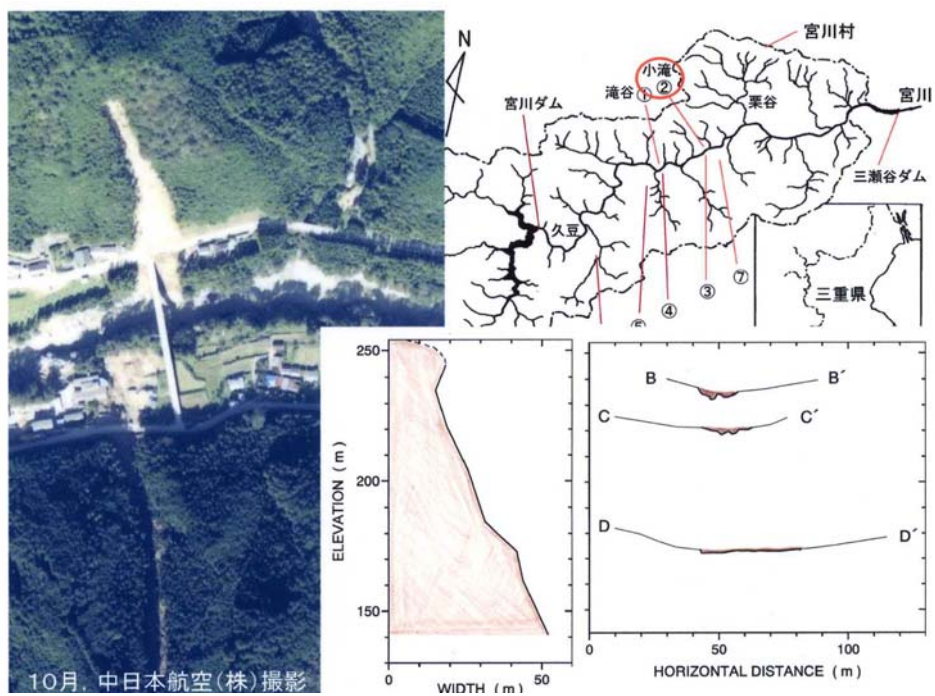 10月, 中日本航空(株)撮影
N
宮川村
小滝
②
滝谷①
宮川ダム
栗谷
宮川
三瀬谷ダム
久豆
④
③
⑦
三重県
ELEVATION (m)
250
200
150
0
50
WIDTH (m)
B
B´
C
C´
D
D´
0
50
100
HORIZONTAL DISTANCE (m)